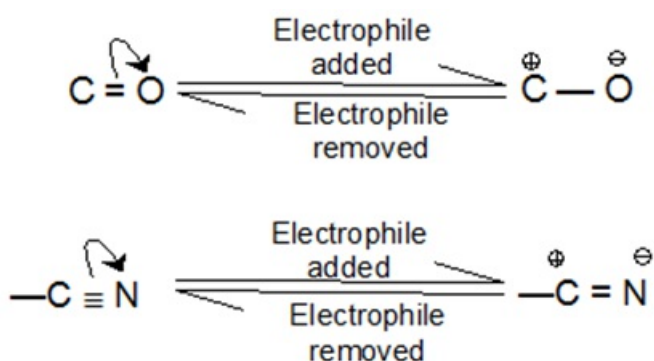 Electrophile
added
C = O
⊕ ⊖
C — O
Electrophile
removed
Electrophile
added
—C ≡ N
⊕ ⊖
—C = N
Electrophile
removed